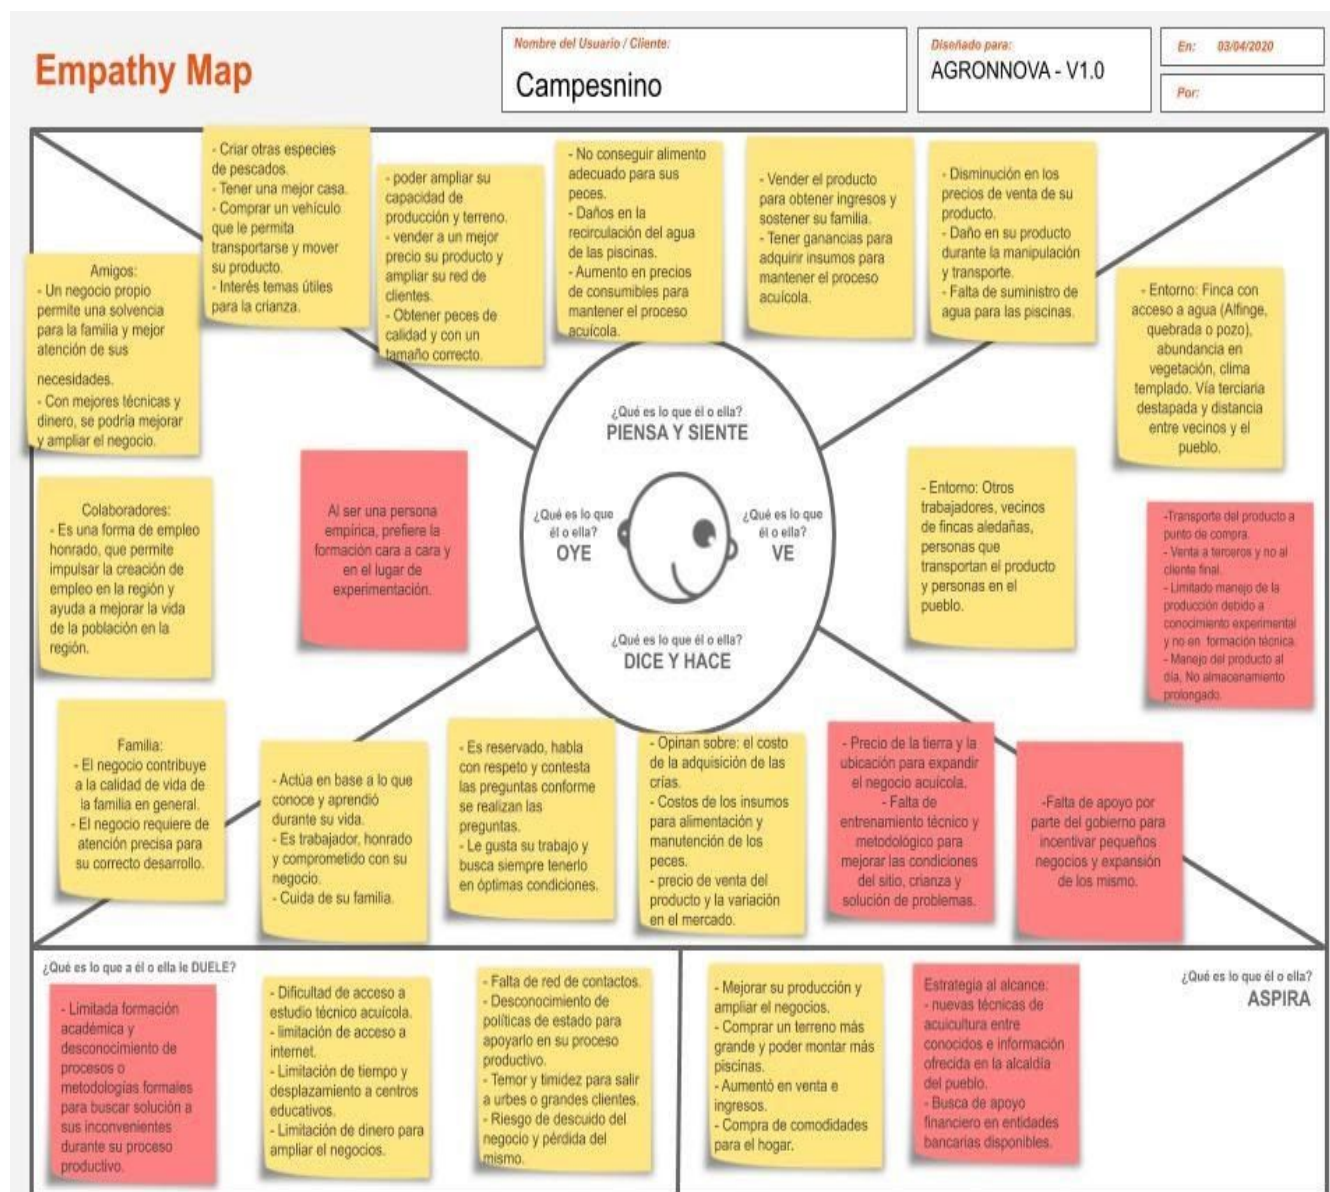 Empathy Map
Nombre del Usuario / Cliente:
Campesnino
Diseñado para:
AGRONNOVA - V1.0
En: 03/04/2020
Por:
- Criar otras especies
de pescados.
- Tener una mejor casa.
- Comprar un vehículo
que le permita
transportarse y mover
su producto.
- Interés temas útiles
para la crianza.
- poder ampliar su
capacidad de
producción y terreno.
- vender a un mejor
precio su producto y
ampliar su red de
clientes.
- Obtener peces de
calidad y con un
tamaño correcto.
- No conseguir alimento
adecuado para sus
peces.
- Daños en la
recirculación del agua
de las piscinas.
- Aumento en precios
de consumibles para
mantener el proceso
acuícola.
- Vender el producto
para obtener ingresos y
sostener su familia.
- Tener ganancias para
adquirir insumos para
mantener el proceso
acuícola.
- Disminución en los
precios de venta de su
producto.
- Daño en su producto
durante la manipulación
y transporte.
- Falta de suministro de
agua para las piscinas.
Amigos:
- Un negocio propio
permite una solvencia
para la familia y mejor
atención de sus
necesidades.
- Con mejores técnicas y
dinero, se podría mejorar
y ampliar el negocio.
- Entorno: Finca con
acceso a agua (Alfinge,
quebrada o pozo),
abundancia en
vegetación, clima
templado. Vía terciaria
destapada y distancia
entre vecinos y el
pueblo.
¿Qué es lo que él o ella?
PIENSA Y SIENTE
¿Qué es lo que
él o ella?
OYE
¿Qué es lo que
él o ella?
VE
¿Qué es lo que él o ella?
DICE Y HACE
Colaboradores:
- Es una forma de empleo
honrado, que permite
impulsar la creación de
empleo en la región y
ayuda a mejorar la vida
de la población en la
región.
Al ser una persona
empírica, prefiere la
formación cara a cara y
en el lugar de
experimentación.
- Entorno: Otros
trabajadores, vecinos
de fincas aledañas,
personas que
transportan el producto
y personas en el
pueblo.
-Transporte del producto a
punto de compra.
- Venta a terceros y no al
cliente final.
- Limitado manejo de la
producción debido a
conocimiento experimental
y no en formación técnica.
- Manejo del producto al
día, No almacenamiento
prolongado.
Familia:
- El negocio contribuye
a la calidad de vida de
la familia en general.
- El negocio requiere de
atención precisa para
su correcto desarrollo.
- Actúa en base a lo que
conoce y aprendió
durante su vida.
- Es trabajador, honrado
y comprometido con su
negocio.
- Cuida de su familia.
- Es reservado, habla
con respeto y contesta
las preguntas conforme
se realizan las
preguntas.
- Le gusta su trabajo y
busca siempre tenerlo
en óptimas condiciones.
- Opinan sobre: el costo
de la adquisición de las
crías.
- Costos de los insumos
para alimentación y
manutención de los
peces.
- precio de venta del
producto y la variación
en el mercado.
- Precio de la tierra y la
ubicación para expandir
el negocio acuícola.
- Falta de
entrenamiento técnico y
metodológico para
mejorar las condiciones
del sitio, crianza y
solución de problemas.
-Falta de apoyo por
parte del gobierno para
incentivar pequeños
negocios y expansión
de los mismo.
¿Qué es lo que a él o ella le DUELE?
- Limitada formación
académica y
desconocimiento de
procesos o
metodologías formales
para buscar solución a
sus inconvenientes
durante su proceso
productivo.
- Dificultad de acceso a
estudio técnico acuícola.
- limitación de acceso a
internet.
- Limitación de tiempo y
desplazamiento a centros
educativos.
- Limitación de dinero para
ampliar el negocios.
- Falta de red de contactos.
- Desconocimiento de
políticas de estado para
apoyarlo en su proceso
productivo.
- Temor y timidez para salir
a urbes o grandes clientes.
- Riesgo de descuido del
negocio y pérdida del
mismo.
- Mejorar su producción y
ampliar el negocios.
- Comprar un terreno más
grande y poder montar más
piscinas.
- Aumentó en venta e
ingresos.
- Compra de comodidades
para el hogar.
Estrategia al alcance:
- nuevas técnicas de
acuicultura entre
conocidos e información
ofrecida en la alcaldía
del pueblo.
- Busca de apoyo
financiero en entidades
bancarias disponibles.
¿Qué es lo que él o ella?
ASPIRA